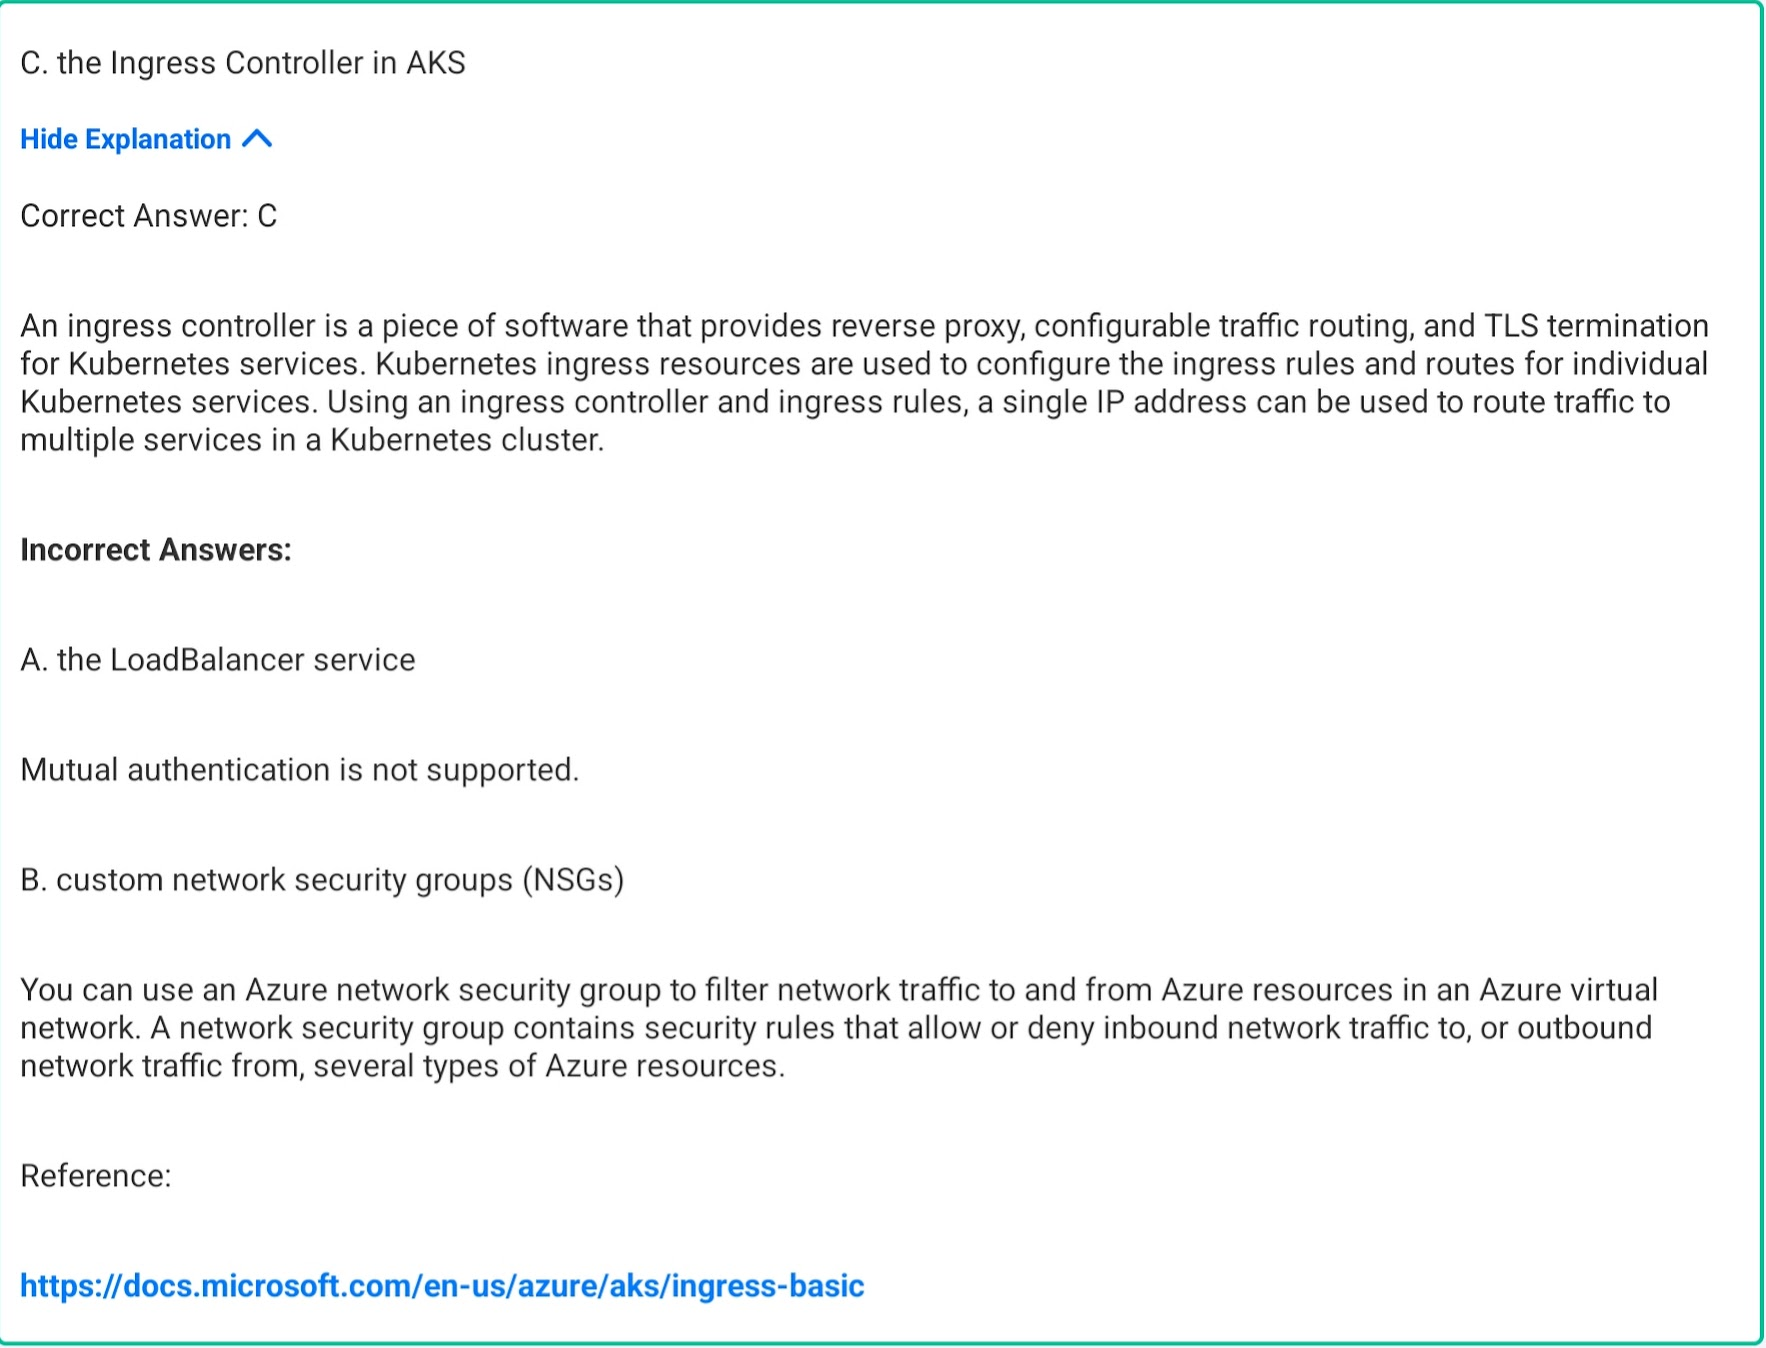 C. the Ingress Controller in AKS
Hide Explanation
Correct Answer: C
An ingress controller is a piece of software that provides reverse proxy, configurable traffic routing, and TLS termination
for Kubernetes services. Kubernetes ingress resources are used to configure the ingress rules and routes for individual
Kubernetes services. Using an ingress controller and ingress rules, a single IP address can be used to route traffic to
multiple services in a Kubernetes cluster.
Incorrect Answers:
A. the LoadBalancer service
Mutual authentication is not supported.
B. custom network security groups (NSGs)
You can use an Azure network security group to filter network traffic to and from Azure resources in an Azure virtual
network. A network security group contains security rules that allow or deny inbound network traffic to, or outbound
network traffic from, several types of Azure resources.
Reference:
https://docs.microsoft.com/en-us/azure/aks/ingress-basic